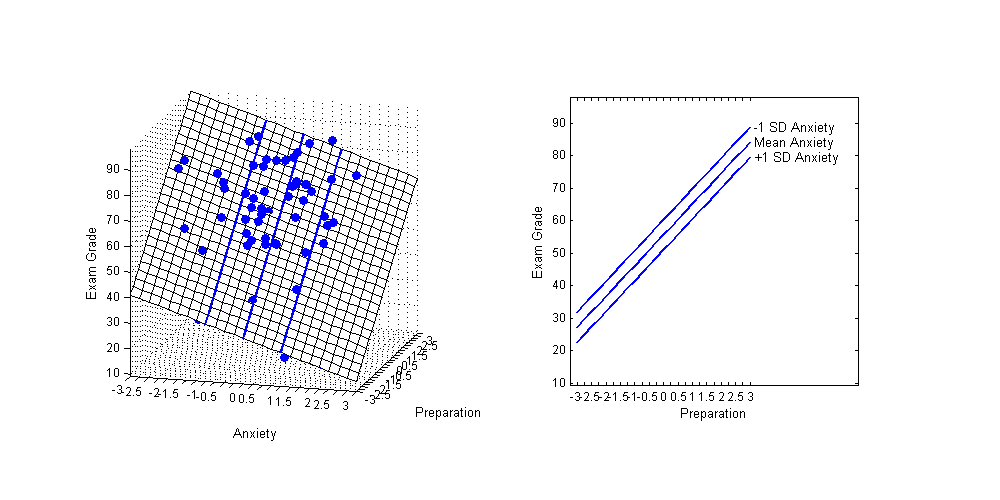 90
80
70
60
50
40
30
20
10
Exam Grade
-3 2.5 -2 1.5 -1 -0.5 0 0.5 1 1.5 2 2.5 3
Anxiety
Preparation
90
80
70
60
50
40
30
20
10
Exam Grade
-1 SD Anxiety
Mean Anxiety
+1 SD Anxiety
-3 -2.5 -2 -1.5 -1 -0.5 0 0.5 1 1.5 2 2.5 3
Preparation